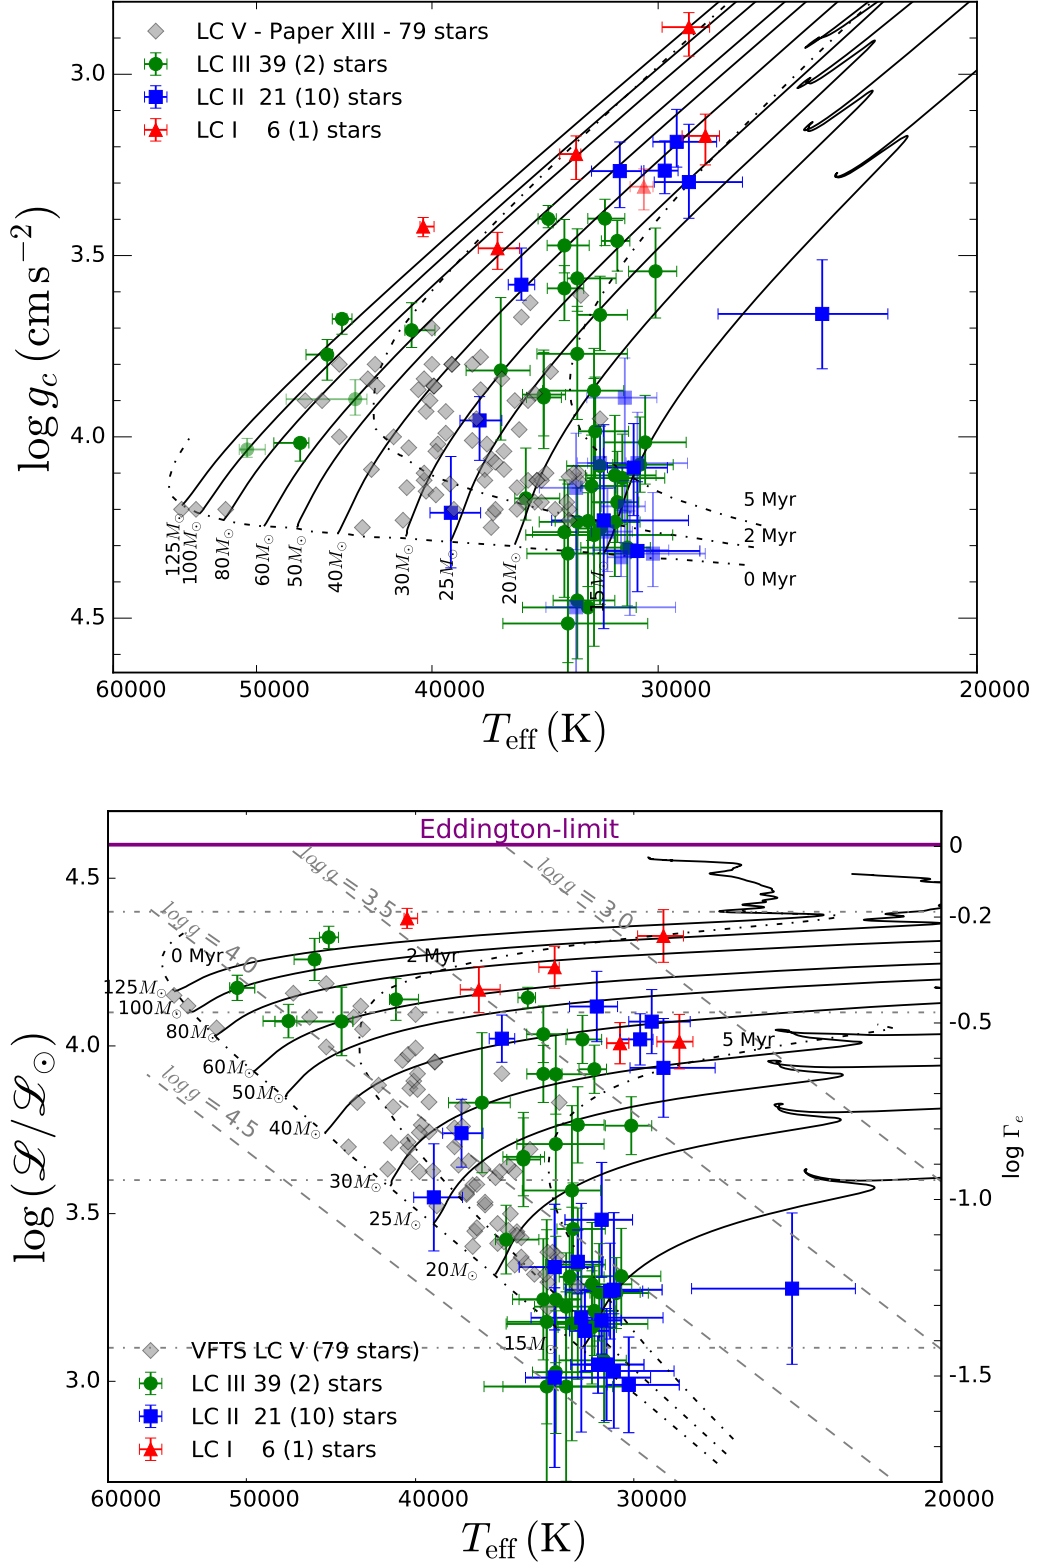 LC V - Paper XIII - 79 stars
LC III 39 (2) stars
LC II 21 (10) stars
LC I 6 (1) stars
3.0
3.5
4.0
4.5
log g_c (cm s^−2)
125M⊙
100M⊙
80M⊙
60M⊙
50M⊙
40M⊙
30M⊙
25M⊙
20M⊙
15M⊙
5 Myr
2 Myr
0 Myr
60000
50000
40000
30000
20000
T_eff (K)
Eddington-limit
log g = 3.5
log g = 3.0
log g = 4.0
log g = 4.5
0 Myr
2 Myr
5 Myr
125M⊙
100M⊙
80M⊙
60M⊙
50M⊙
40M⊙
30M⊙
25M⊙
20M⊙
15M⊙
4.5
4.0
3.5
3.0
log (ℒ/ℒ⊙)
0
-0.2
-0.5
-1.0
-1.5
log Γ_e
VFTS LC V (79 stars)
LC III 39 (2) stars
LC II 21 (10) stars
LC I 6 (1) stars
60000
50000
40000
30000
20000
T_eff (K)